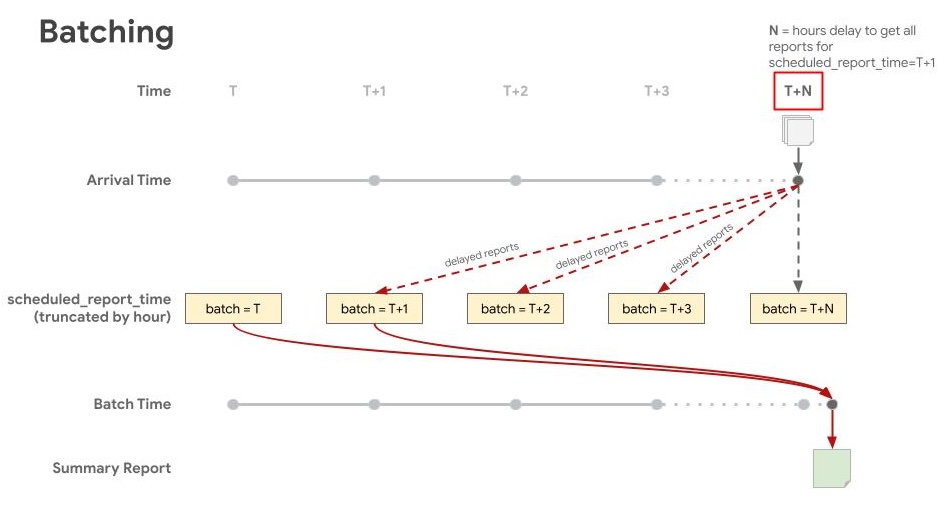 Batching
N = hours delay to get all
reports for
scheduled_report_time=T+1
Time T T+1 T+2 T+3 T+N
Arrival Time
delayed reports delayed reports delayed reports
scheduled_report_time
(truncated by hour)
batch = T batch = T+1 batch = T+2 batch = T+3 batch = T+N
Batch Time
Summary Report